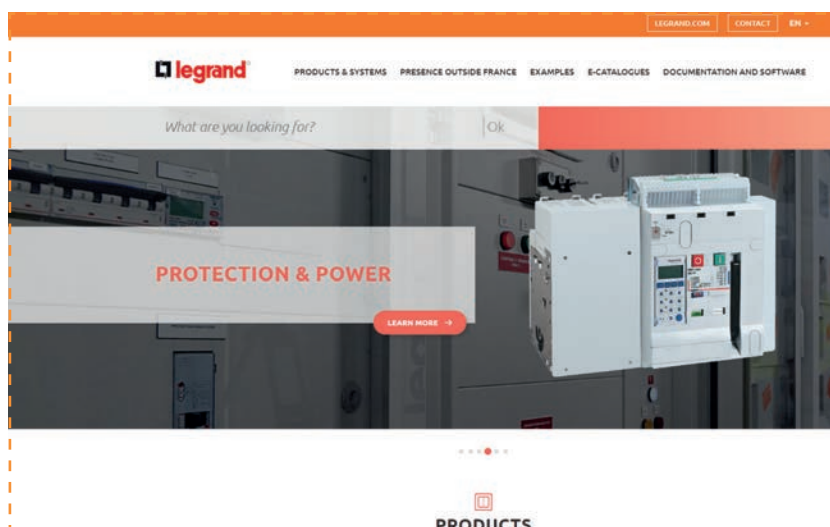 LEGRAND.COM CONTACT EN
legrand
PRODUCTS & SYSTEMS PRESENCE OUTSIDE FRANCE EXAMPLES E-CATALOGUES DOCUMENTATION AND SOFTWARE
What are you looking for? Ok
PROTECTION & POWER
LEARN MORE →
PRODUCTS